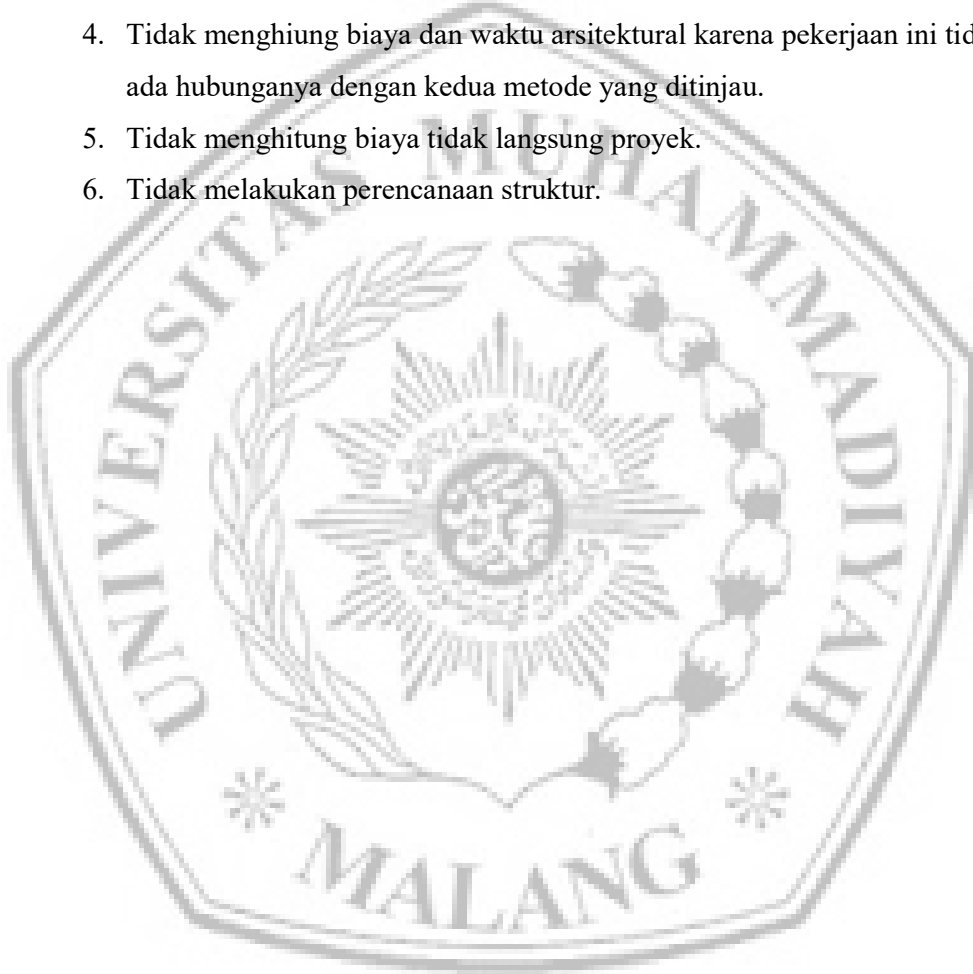 4. Tidak menghiung biaya dan waktu arsitektural karena pekerjaan ini tid
ada hubunganya dengan kedua metode yang ditinjau.
5. Tidak menghitung biaya tidak langsung proyek.
6. Tidak melakukan perencanaan struktur.
UNIVERSITAS MUHAMMADIYAH
MALANG